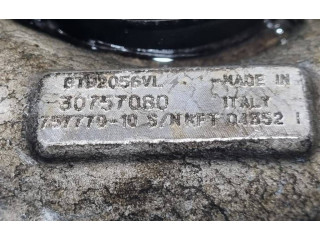 GTB2056VL MADE IN
30757080 ITALY
757779-10 S/N KFT 04852 I